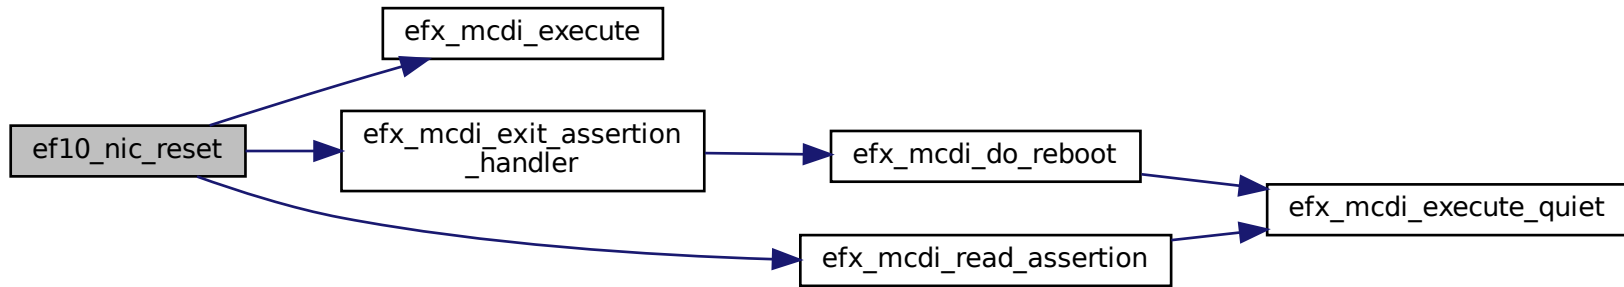 efx_mcdi_execute
ef10_nic_reset
efx_mcdi_exit_assertion
_handler
efx_mcdi_do_reboot
efx_mcdi_execute_quiet
efx_mcdi_read_assertion